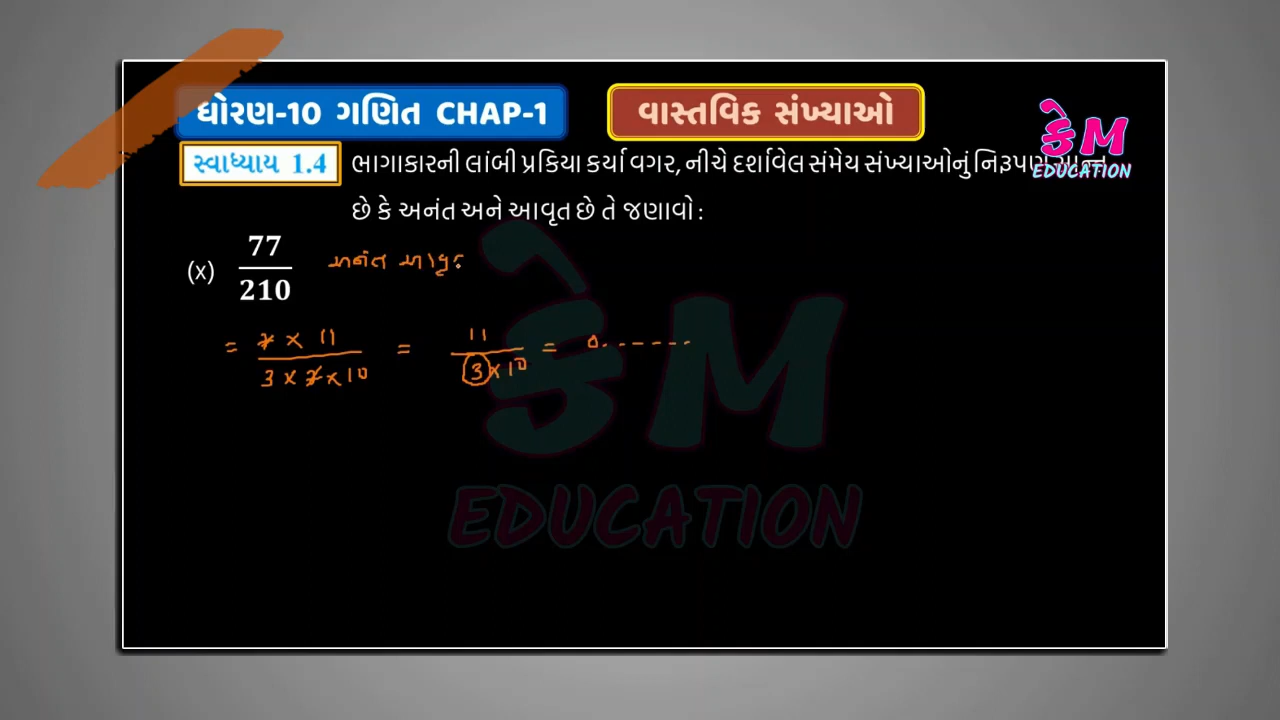 ધોરણ-10 ગણિત CHAP-1
વાસ્તવિક સંખ્યાઓ
કેM
EDUCATION
સ્વાધ્યાય 1.4
ભાગાકારની લાંબી પ્રકિયા કર્યા વગર, નીચે દર્શાવેલ સંમેય સંખ્યાઓનું નિરૂપણ
છે કે અનંત અને આવૃત છે તે જણાવો :
(x) 77/210 અનંત આવૃત
= 7 × 11 / 3 × 7 × 10 = 11 / 3 × 10 = 0.------
કેM
EDUCATION